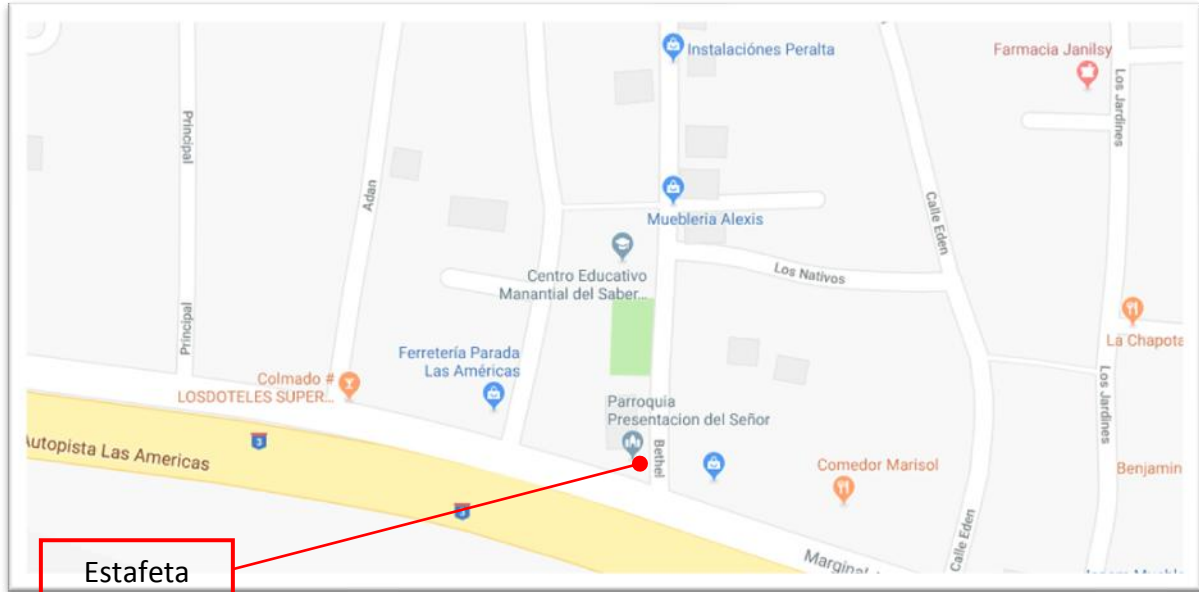 Instalaciónes Peralta
Farmacia Janilsy
Los Jardines
Principal
Adan
Muebleria Alexis
Calle Eden
Centro Educativo
Manantial del Saber...
Los Nativos
Principal
La Chapota
Ferretería Parada
Las Américas
Colmado #
LOSDOTELES SUPER...
Los Jardines
Parroquia
Presentacion del Señor
3
Autopista Las Americas
Bethel
Comedor Marisol
Benjamin
3
Calle Eden
Marginal
Estafeta